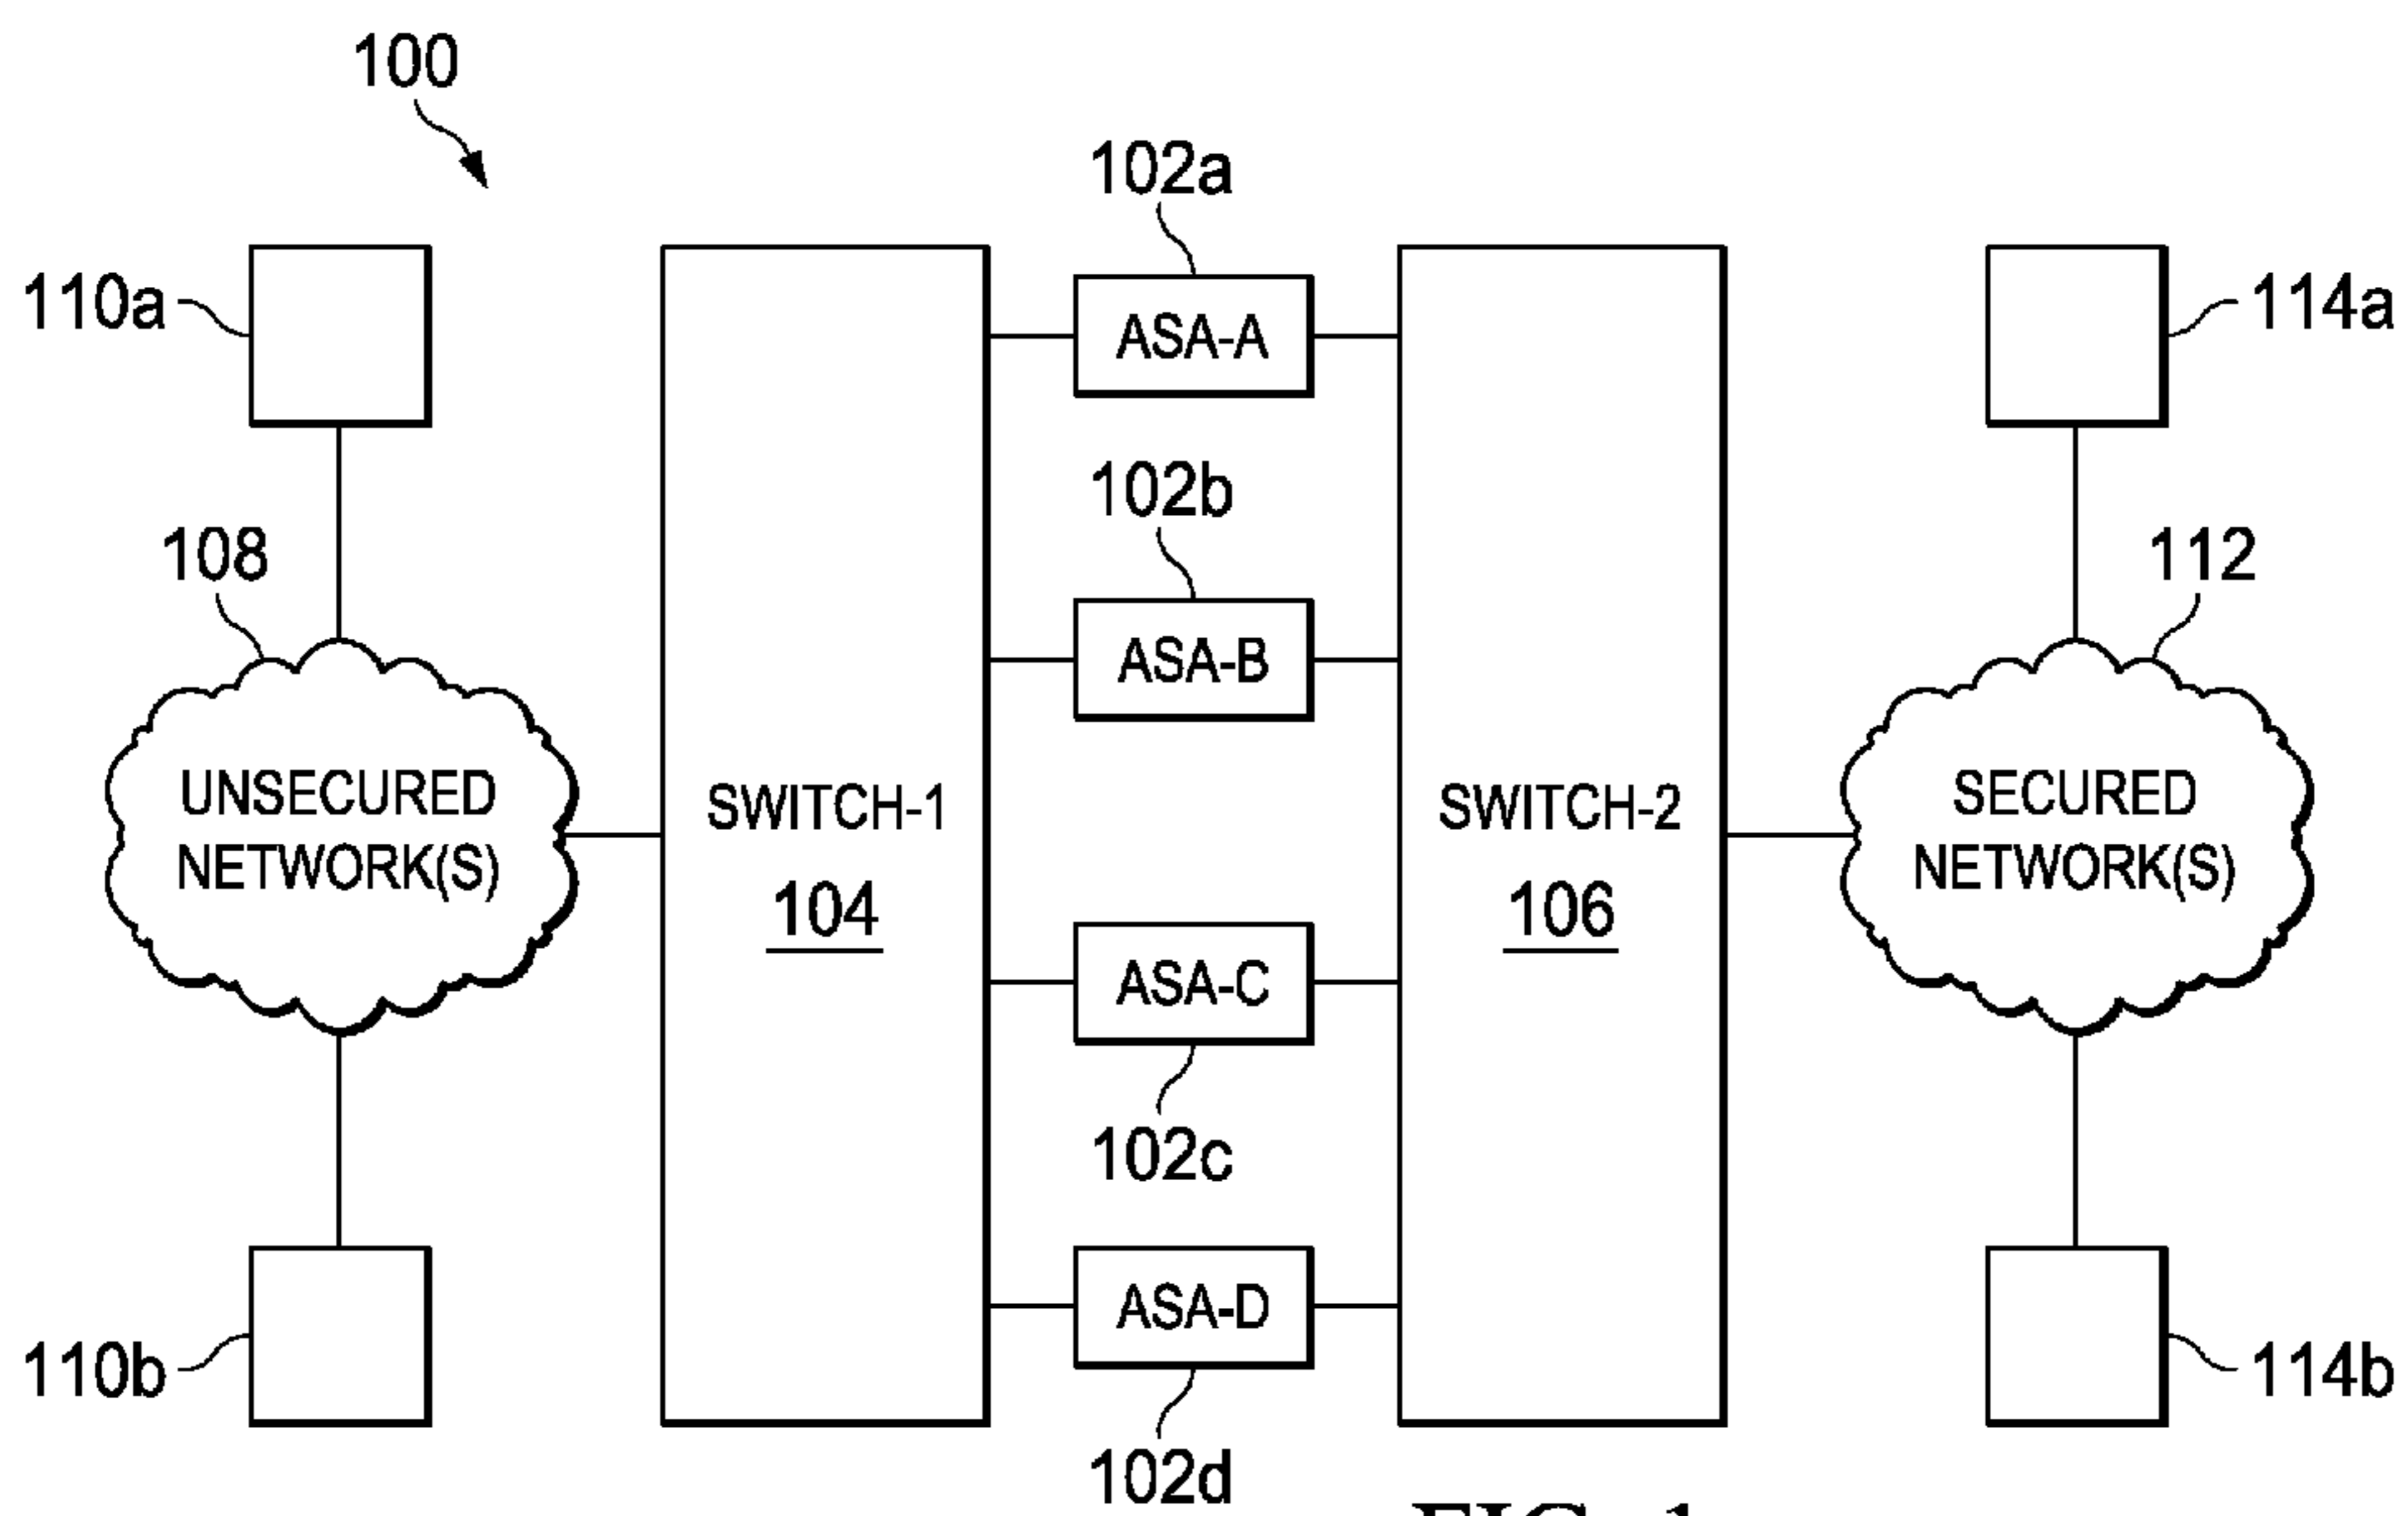 100
102a
110a
ASA-A
114a
102b
108
112
ASA-B
UNSECURED
NETWORK(S)
SWITCH-1
104
SWITCH-2
106
SECURED
NETWORK(S)
ASA-C
102c
ASA-D
110b
114b
102d